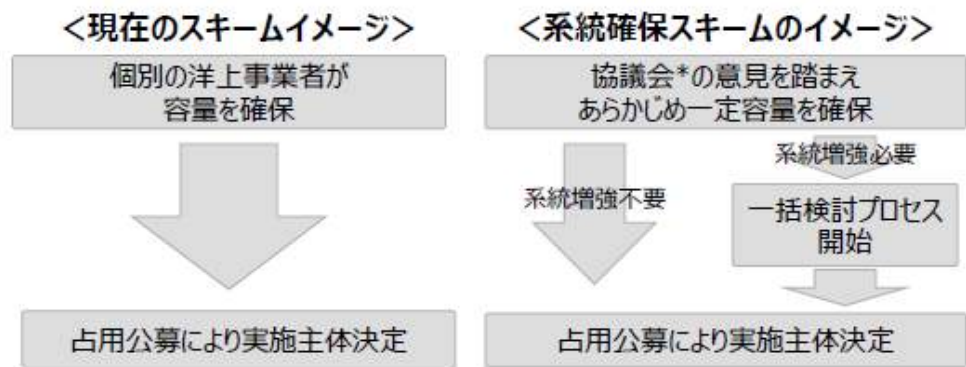 <現在のスキームイメージ>
個別の洋上事業者が
容量を確保
占用公募により実施主体決定
<系統確保スキームのイメージ>
協議会*の意見を踏まえ
あらかじめ一定容量を確保
系統増強不要
系統増強必要
一括検討プロセス
開始
占用公募により実施主体決定